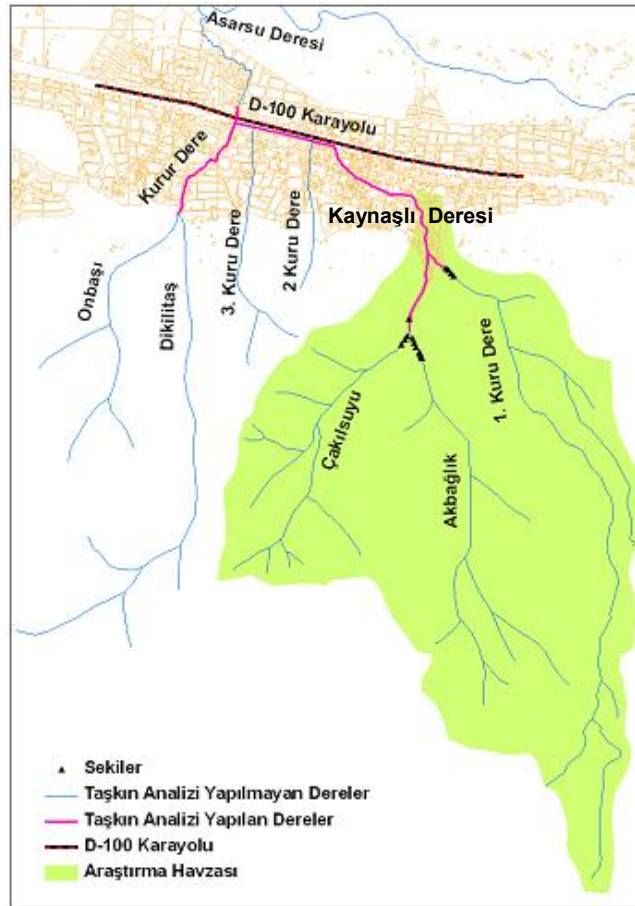 Asarsu Deresi
D-100 Karayolu
Kurur Dere
Kaynaşlı Deresi
3. Kuru Dere
2 Kuru Dere
Onbaşı
Dikilitaş
1. Kuru Dere
Çakılsuyu
Akbağlık
Sekiler
Taşkın Analizi Yapılmayan Dereler
Taşkın Analizi Yapılan Dereler
D-100 Karayolu
Araştırma Havzası